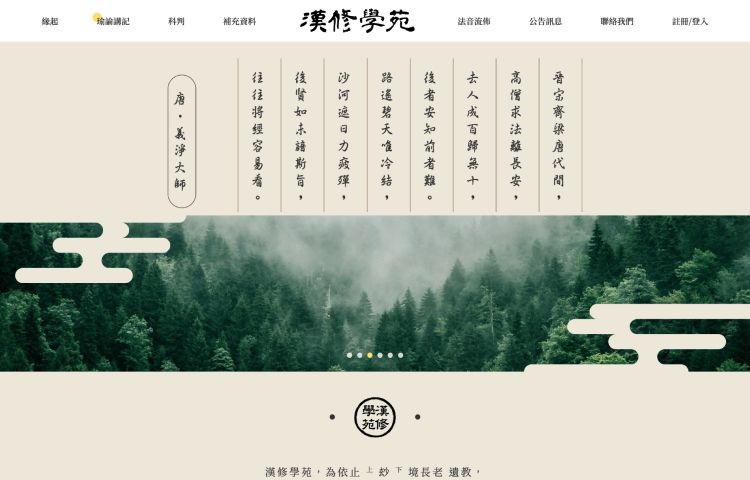 緣起
瑜論講記
科判
補充資料
漢修學苑
法音流佈
公告訊息
聯絡我們
註冊/登入
晉宋齊梁唐代間，
高僧求法離長安，
去人成百歸無十，
後者安知前者難。
路遙碧天唯冷結，
沙河遮日力疲殫，
後賢如未諳斯旨，
往往將經容易看。
唐・義淨大師
漢修學苑
漢修學苑，為依止 上 妙 下 境長老 遺教，